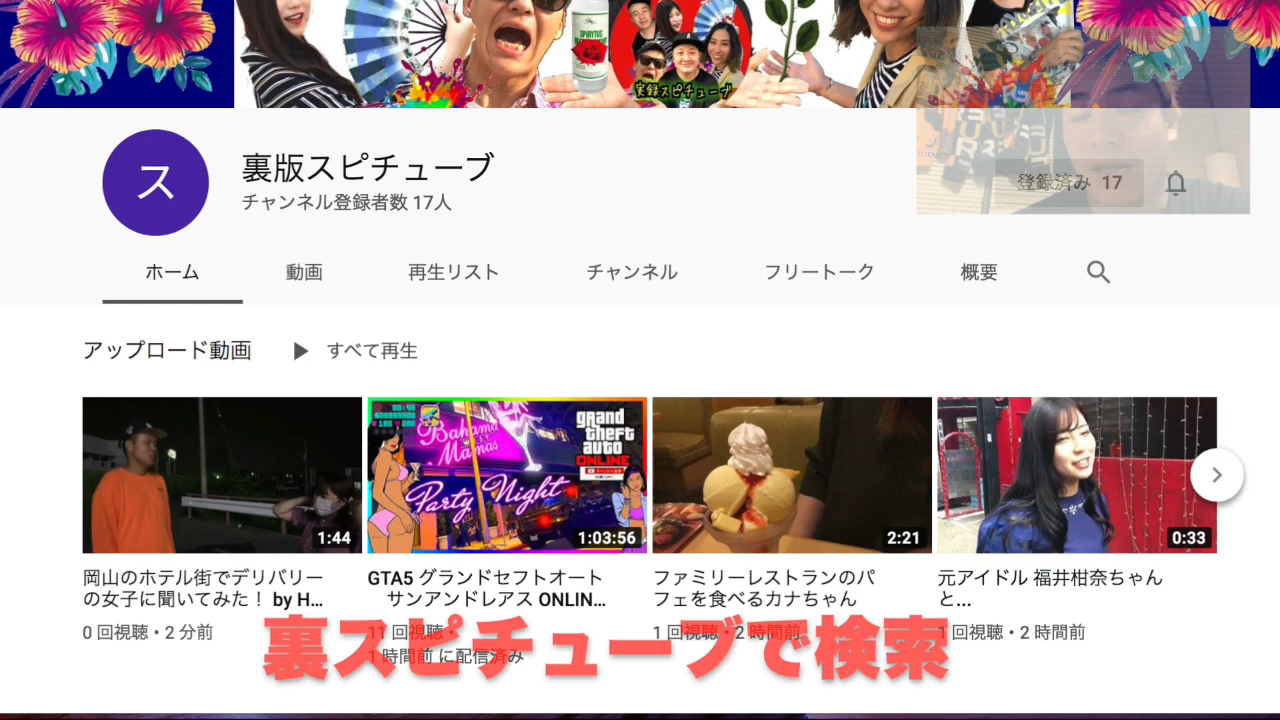 SPIRYTUS
実録スピチューブ
ス
裏版スピチューブ
チャンネル登録者数 17人
登録済み 17
ホーム
動画
再生リスト
チャンネル
フリートーク
概要
アップロード動画
すべて再生
1:44
Bahama
Mamas
Party Night
grand
theft
auto
ONLINE
1:03:56
2:21
0:33
岡山のホテル街でデリバリー
の女子に聞いてみた！ by H...
0 回視聴・2 分前
GTA5 グランドセフトオート
サンアンドレアス ONLIN...
11 回視聴・
1 時間前 に配信済み
ファミリーレストランのパ
フェを食べるカナちゃん
1 回視聴・2 時間前
元アイドル 福井柑奈ちゃん
と...
1 回視聴・2 時間前
裏スピチューブで検索